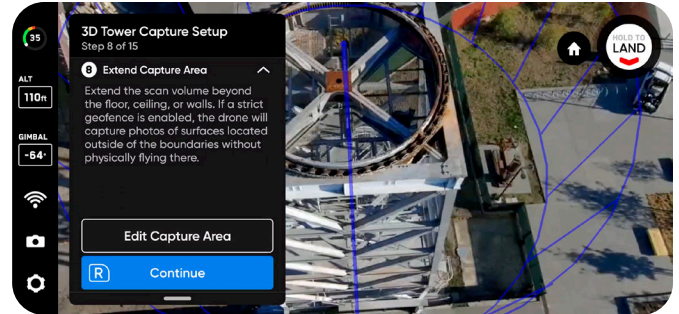 35
ALT
110ft
GIMBAL
-64°
3D Tower Capture Setup
Step 8 of 15
8 Extend Capture Area
Extend the scan volume beyond
the floor, ceiling, or walls. If a strict
geofence is enabled, the drone will
capture photos of surfaces located
outside of the boundaries without
physically flying there.
Edit Capture Area
R Continue
HOLD TO
LAND